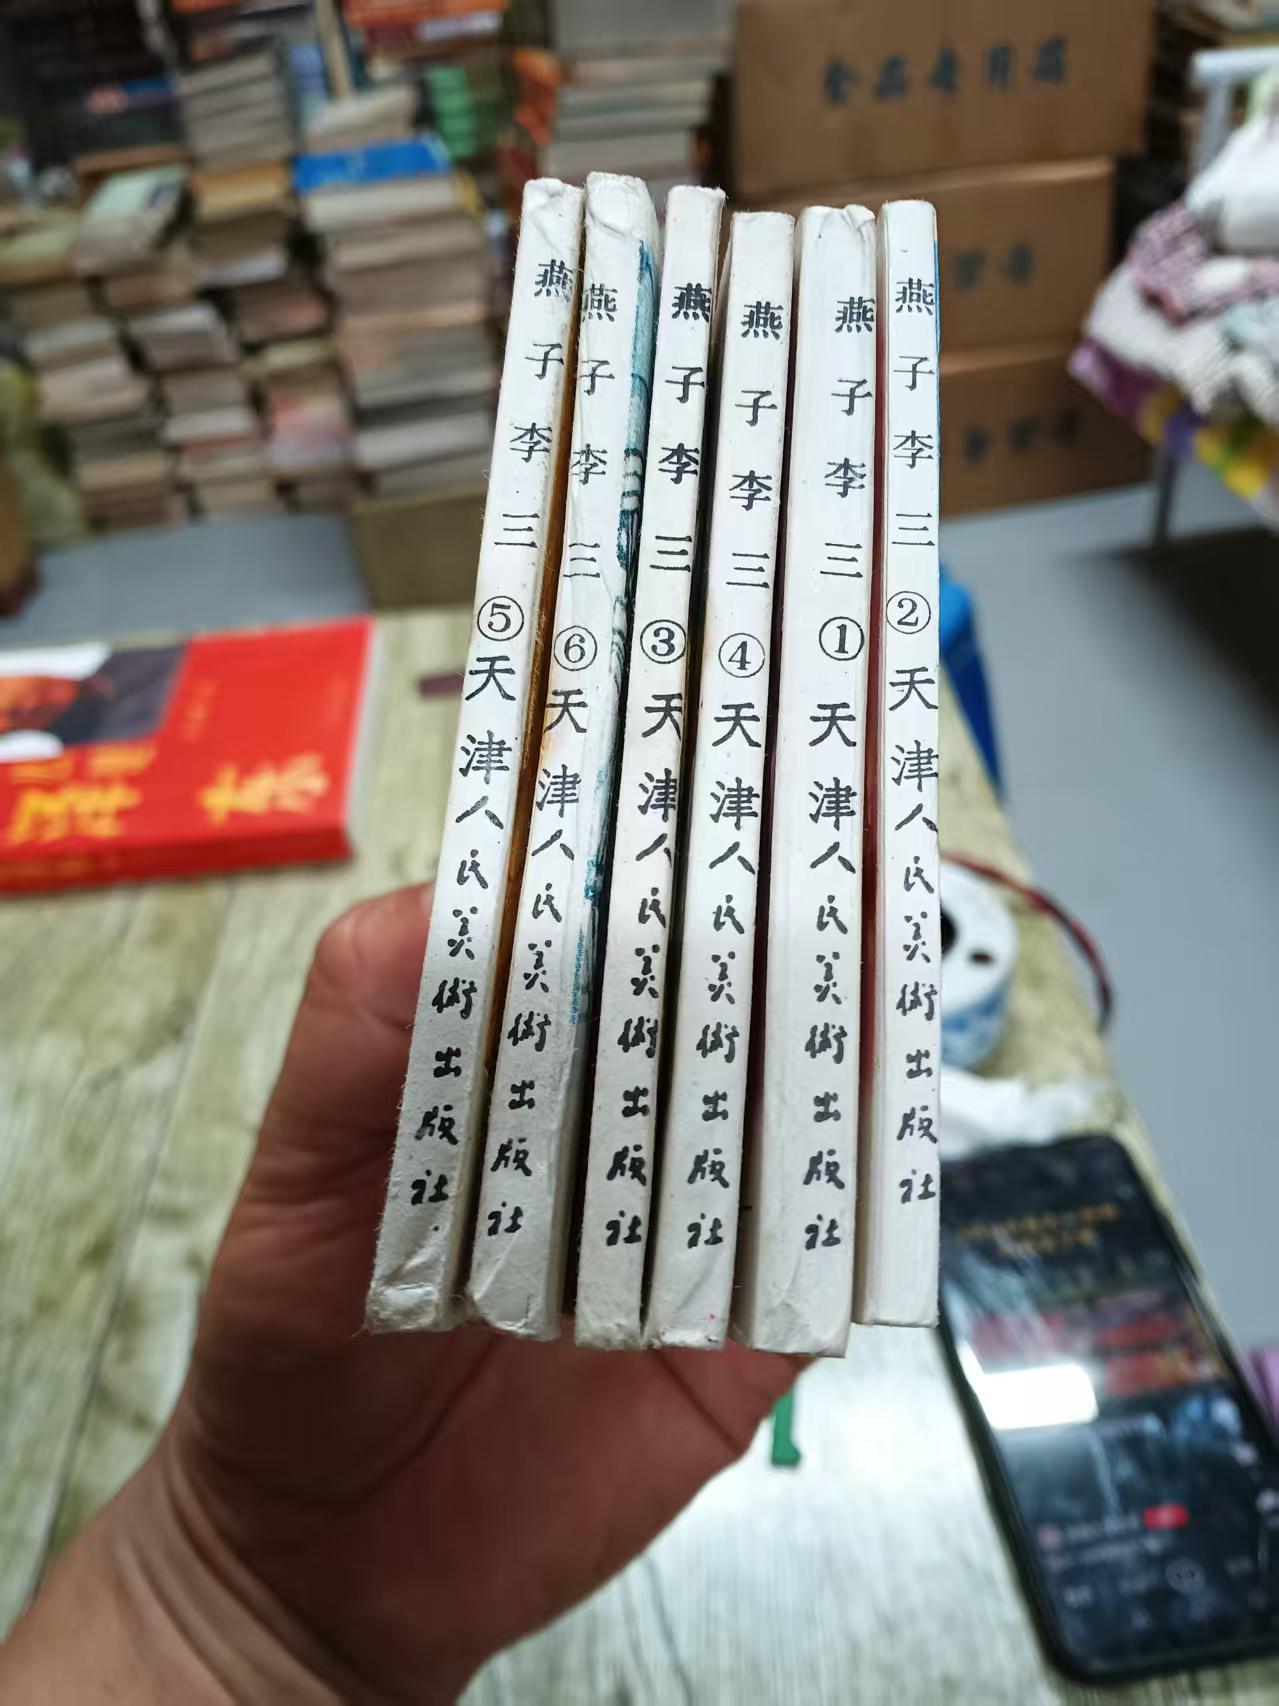 燕子李三⑤天津人民美術出版社
燕子李三⑥天津人民美術出版社
燕子李三③天津人民美術出版社
燕子李三④天津人民美術出版社
燕子李三①天津人民美術出版社
燕子李三②天津人民美術出版社